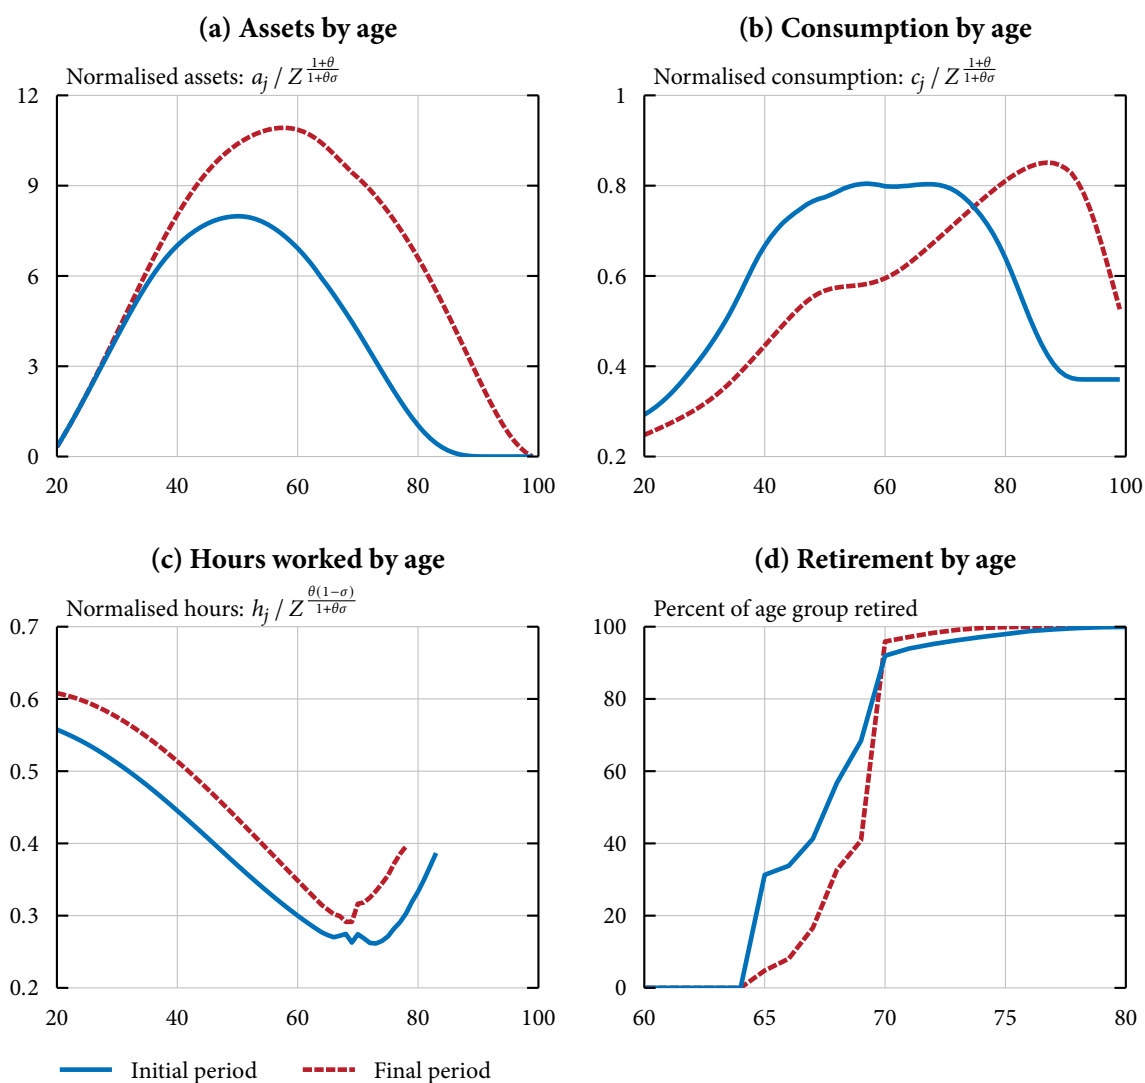 (a) Assets by age
Normalised assets: a_j / Z^{\frac{1+θ}{1+θσ}}
12
9
6
3
0
20 40 60 80 100
(b) Consumption by age
Normalised consumption: c_j / Z^{\frac{1+θ}{1+θσ}}
1
0.8
0.6
0.4
0.2
20 40 60 75 100
(c) Hours worked by age
Normalised hours: h_j / Z^{\frac{θ(1−σ)}{1+θσ}}
0.7
0.6
0.5
0.4
0.3
0.2
20 40 60 80 100
(d) Retirement by age
Percent of age group retired
100
80
60
40
20
0
60 65 70 75 80
Initial period Final period